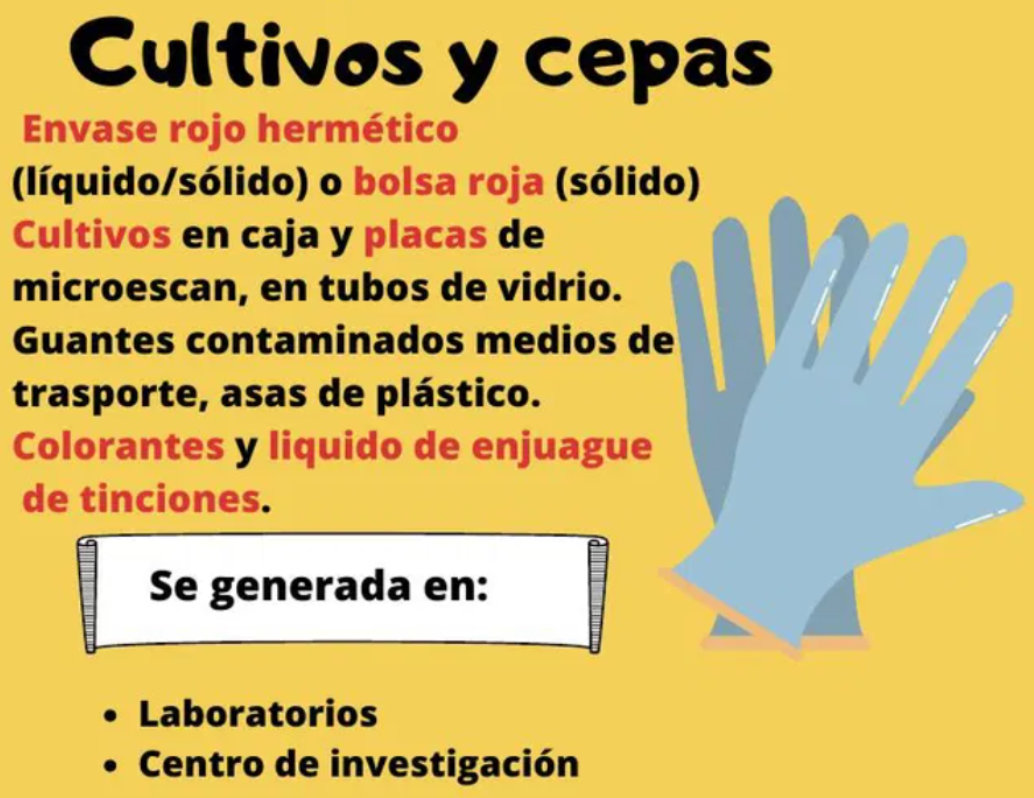 Cultivos y cepas
Envase rojo hermético
(líquido/sólido) o bolsa roja (sólido)
Cultivos en caja y placas de
microescan, en tubos de vidrio.
Guantes contaminados medios de
trasporte, asas de plástico.
Colorantes y liquido de enjuague
de tinciones.
Se generada en:
• Laboratorios
• Centro de investigación